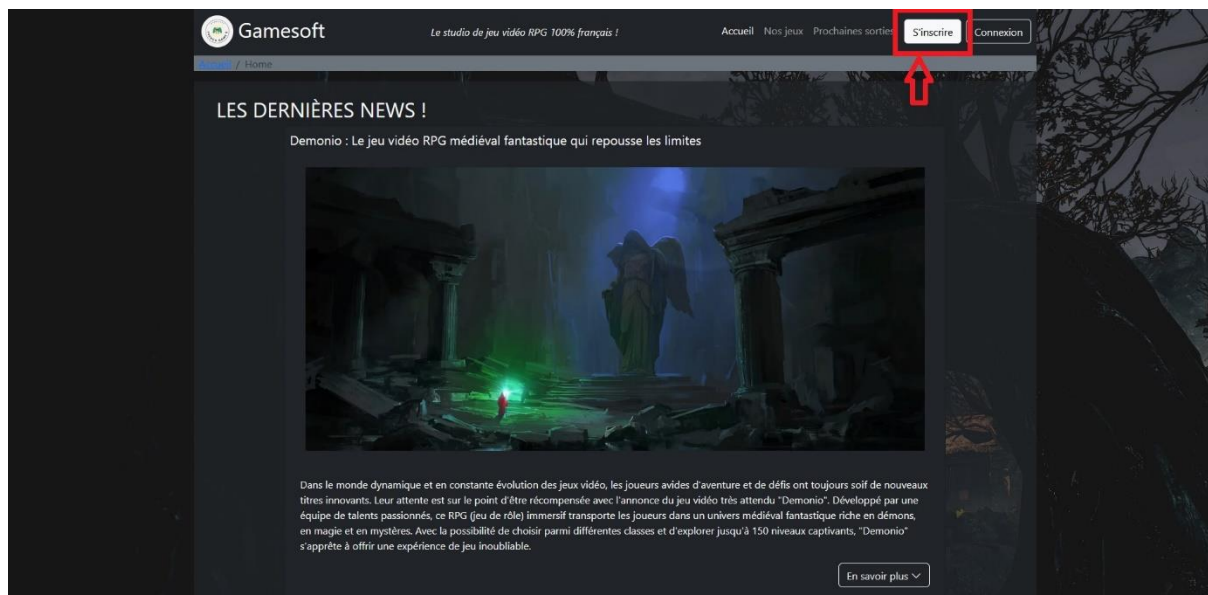 Gamesoft
Le studio de jeu vidéo RPG 100% français !
Accueil Nos jeux Prochaines sorties S'inscrire Connexion
Accueil / Home
LES DERNIÈRES NEWS !
Demonio : Le jeu vidéo RPG médiéval fantastique qui repousse les limites
Dans le monde dynamique et en constante évolution des jeux vidéo, les joueurs avides d'aventure et de défis ont toujours soif de nouveaux
titres innovants. Leur attente est sur le point d'être récompensée avec l'annonce du jeu vidéo très attendu "Demonio". Développé par une
équipe de talents passionnés, ce RPG (jeu de rôle) immersif transporte les joueurs dans un univers médiéval fantastique riche en démons,
en magie et en mystères. Avec la possibilité de choisir parmi différentes classes et d'explorer jusqu'à 150 niveaux captivants, "Demonio"
s'apprête à offrir une expérience de jeu inoubliable.
En savoir plus